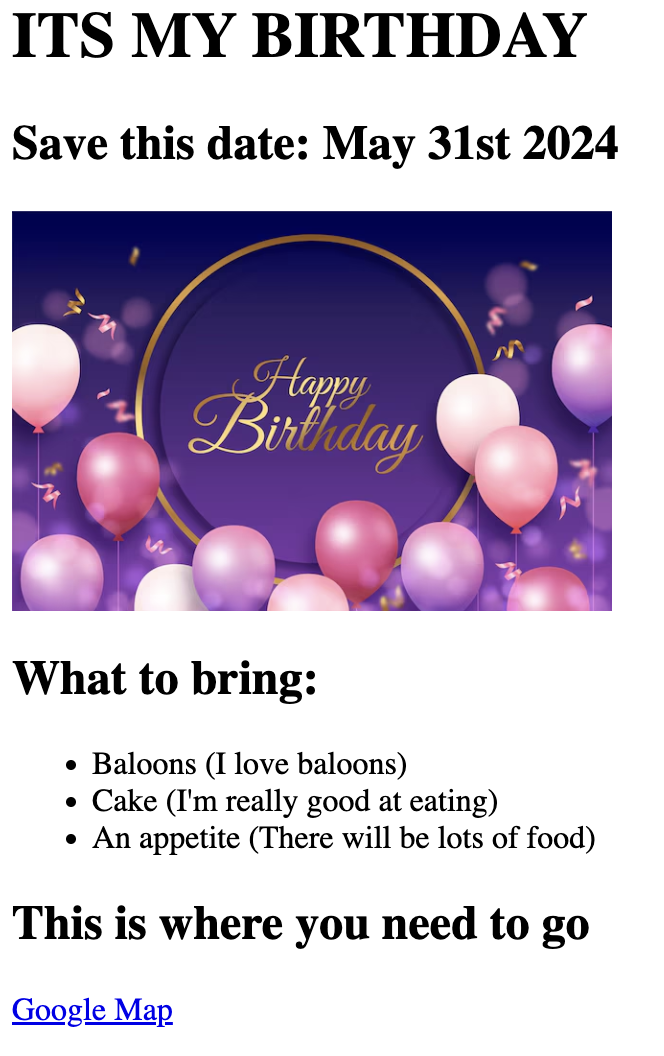 ITS MY BIRTHDAY
Save this date: May 31st 2024
Happy
Birthday
What to bring:
• Baloons (I love baloons)
• Cake (I'm really good at eating)
• An appetite (There will be lots of food)
This is where you need to go
Google Map